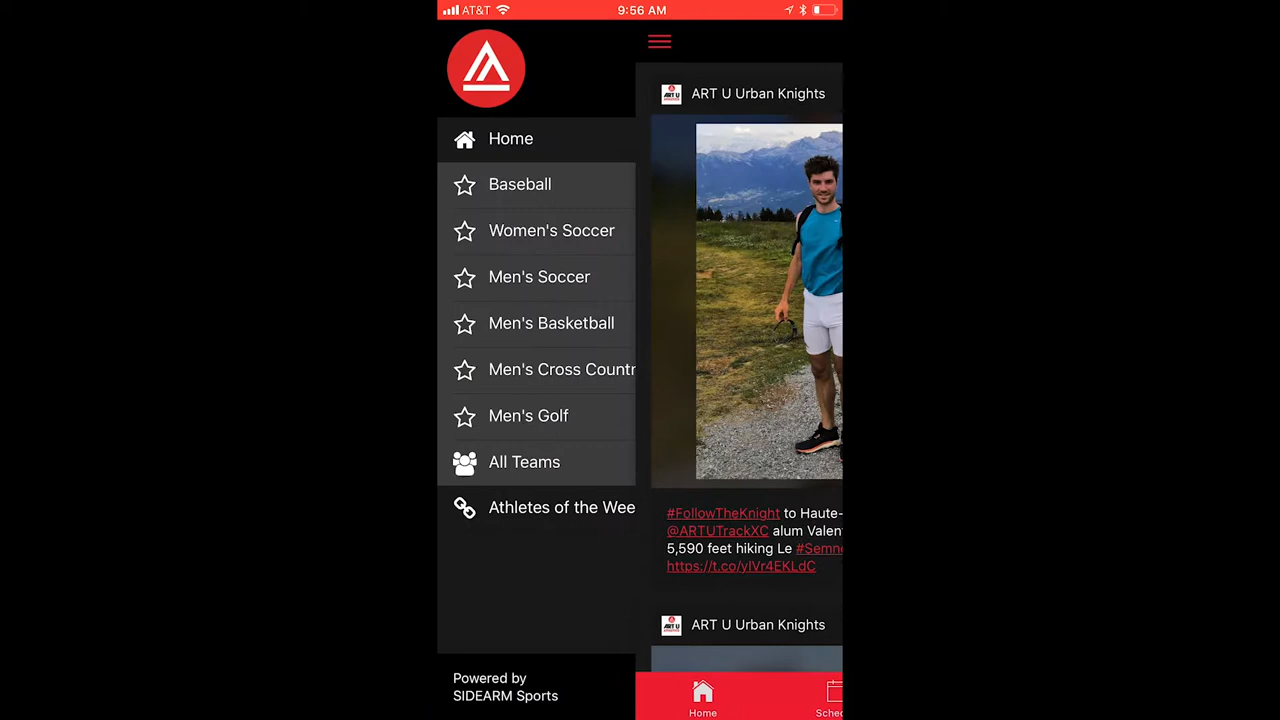 AT&T
9:56 AM
Home
Baseball
Women's Soccer
Men's Soccer
Men's Basketball
Men's Cross Countr
Men's Golf
All Teams
Athletes of the Wee
Powered by
SIDEARM Sports
ART U Urban Knights
#FollowTheKnight to Haute-
@ARTUTrackXC alum Valen
5,590 feet hiking Le #Semno
https://t.co/yIVr4EKLdC
ART U Urban Knights
Home
Sched